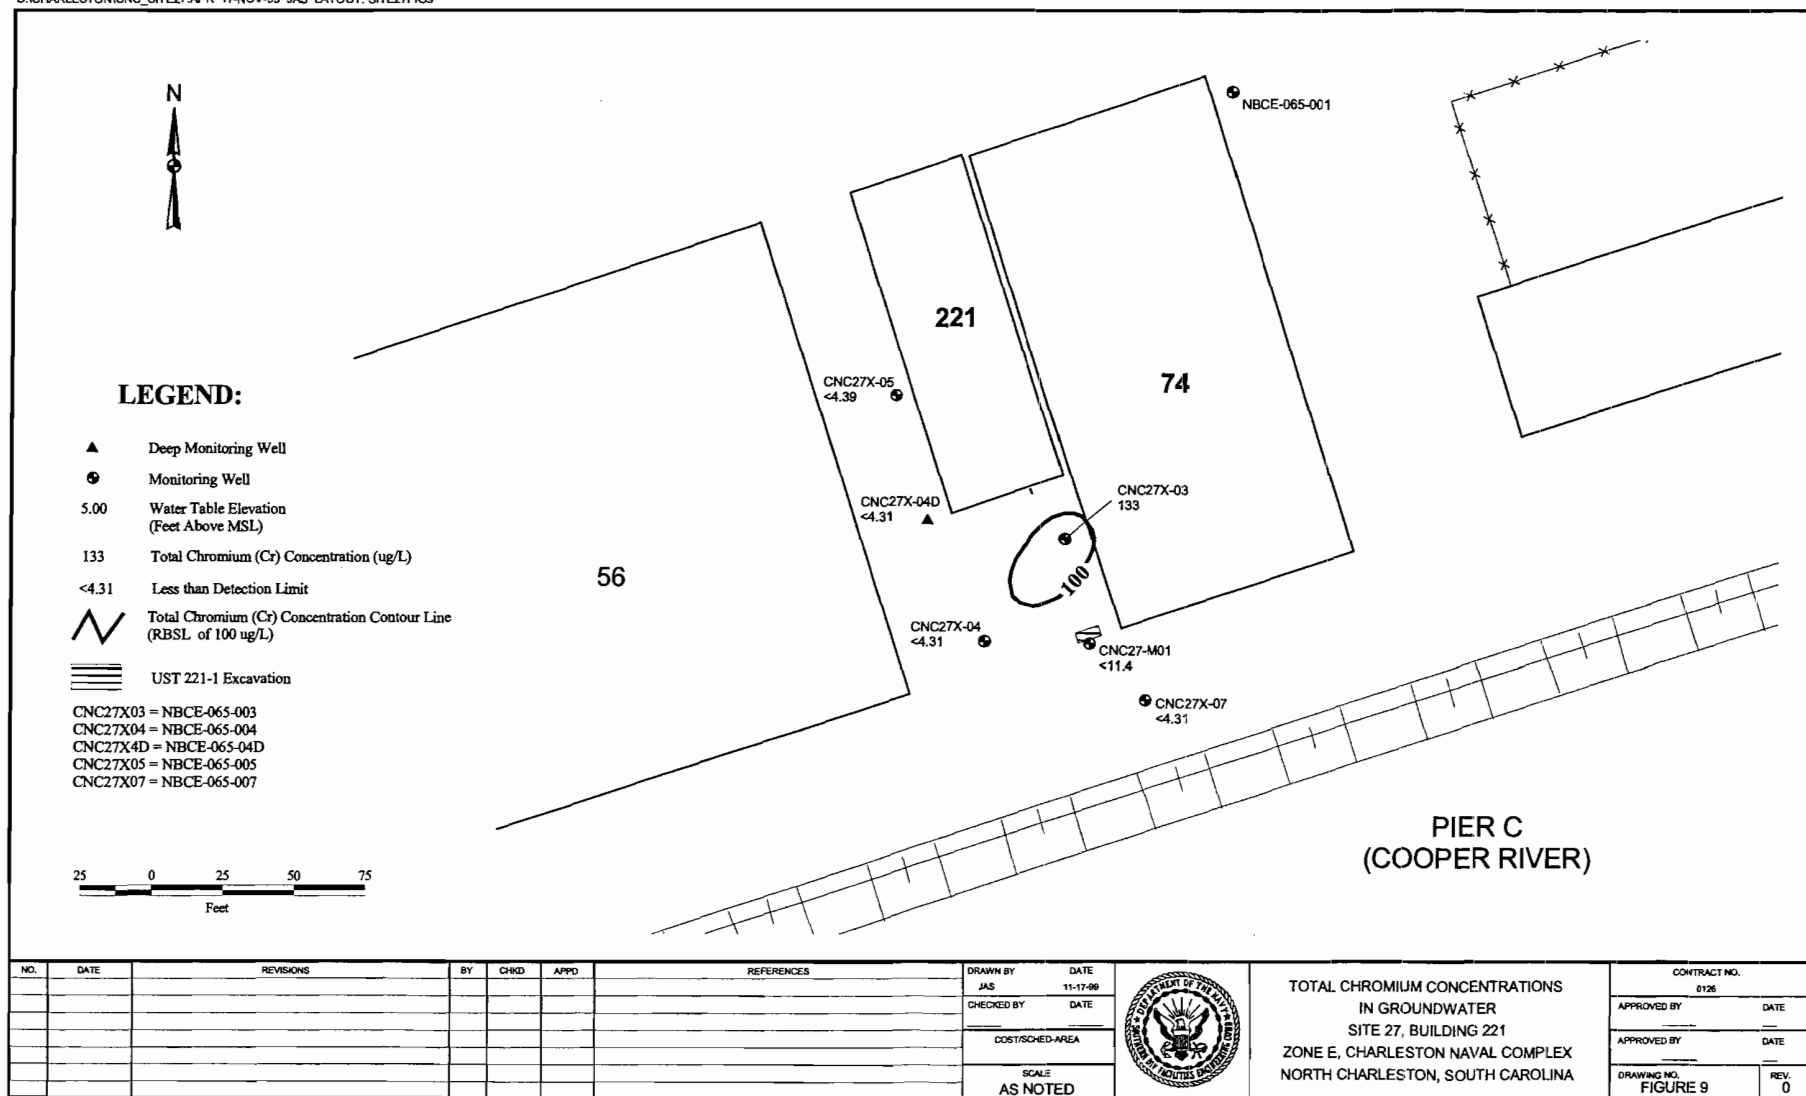 N
NBCE-065-001
221
74
56
CNC27X-05
<4.39
CNC27X-04D
<4.31
CNC27X-03
133
100
CNC27X-04
<4.31
CNC27-M01
<11.4
CNC27X-07
<4.31
PIER C
(COOPER RIVER)
LEGEND:
Deep Monitoring Well
Monitoring Well
5.00 Water Table Elevation
(Feet Above MSL)
133 Total Chromium (Cr) Concentration (ug/L)
<4.31 Less than Detection Limit
Total Chromium (Cr) Concentration Contour Line
(RBSL of 100 ug/L)
UST 221-1 Excavation
CNC27X03 = NBCE-065-003
CNC27X04 = NBCE-065-004
CNC27X4D = NBCE-065-04D
CNC27X05 = NBCE-065-005
CNC27X07 = NBCE-065-007
25 0 25 50 75
Feet
NO. DATE REVISIONS BY CHKD APPD REFERENCES
DRAWN BY DATE
JAS 11-17-99
CHECKED BY DATE
COST/SCHED-AREA
SCALE
AS NOTED
DEPARTMENT OF THE NAVY
TOTAL CHROMIUM CONCENTRATIONS
IN GROUNDWATER
SITE 27, BUILDING 221
ZONE E, CHARLESTON NAVAL COMPLEX
NORTH CHARLESTON, SOUTH CAROLINA
CONTRACT NO.
0126
APPROVED BY DATE
APPROVED BY DATE
DRAWING NO. REV.
FIGURE 9 0